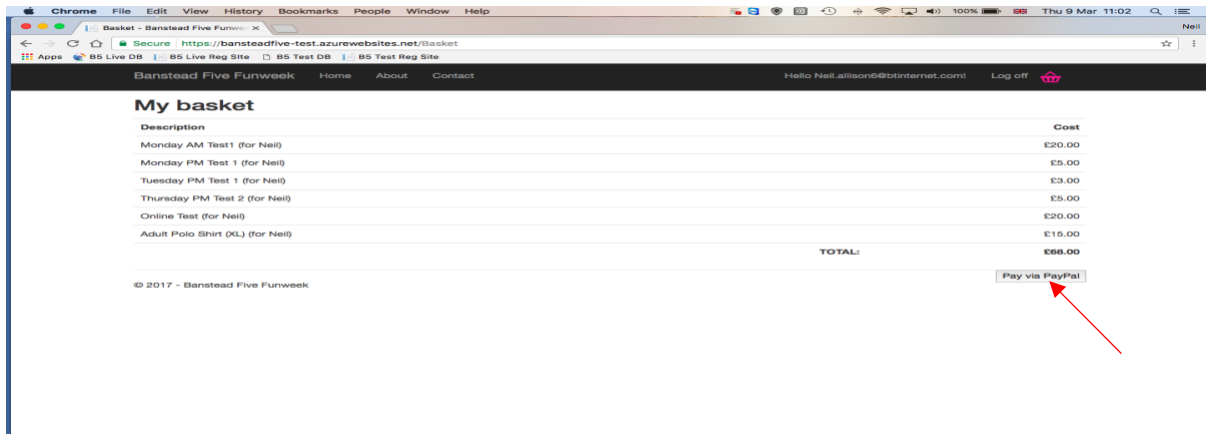 Chrome File Edit View History Bookmarks People Window Help 100% Thu 9 Mar 11:02
Basket - Banstead Five Funwe Neil
Secure https://bansteadfive-test.azurewebsites.net/Basket
Apps B5 Live DB B5 Live Reg Site B5 Test DB B5 Test Reg Site
Banstead Five Funweek Home About Contact Hello Neil.allison6@btinternet.com! Log off
My basket
Description Cost
Monday AM Test1 (for Neil) £20.00
Monday PM Test 1 (for Neil) £5.00
Tuesday PM Test 1 (for Neil) £3.00
Thursday PM Test 2 (for Neil) £5.00
Online Test (for Neil) £20.00
Adult Polo Shirt (XL) (for Neil) £15.00
TOTAL: £68.00
Pay via PayPal
© 2017 - Banstead Five Funweek